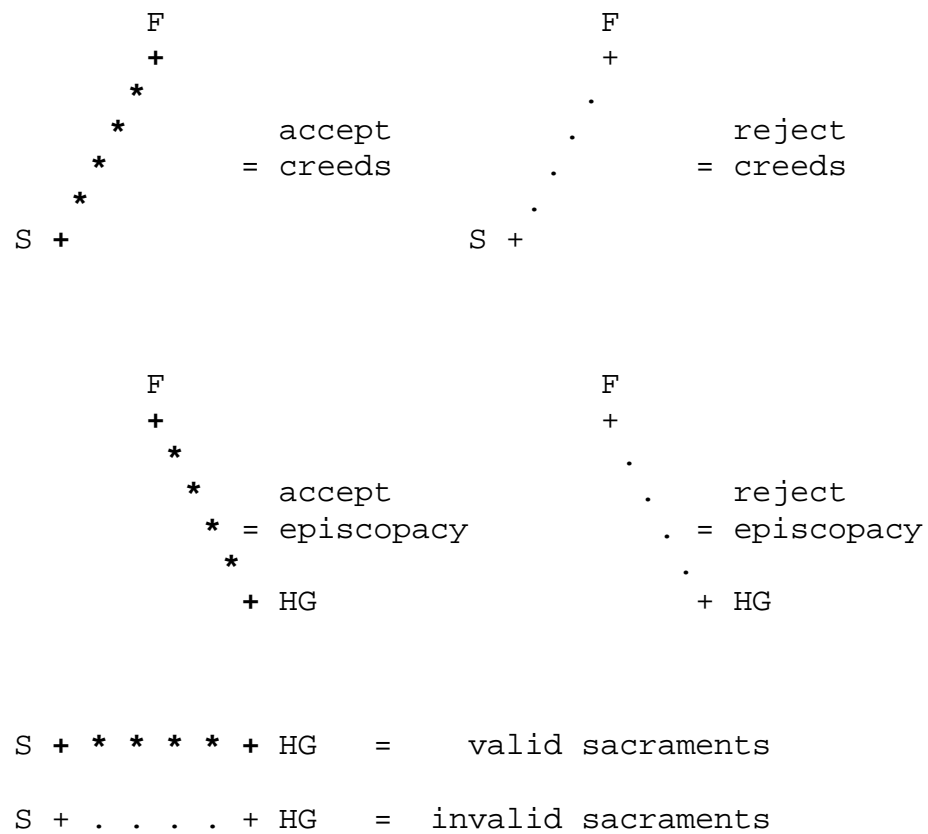 F F
+ +
* .
* accept . reject
* = creeds . = creeds
* .
S + S +
F F
+ +
* .
* accept . reject
* = episcopacy . = episcopacy
* .
+ HG + HG
S + * * * * + HG = valid sacraments
S + . . . . + HG = invalid sacraments